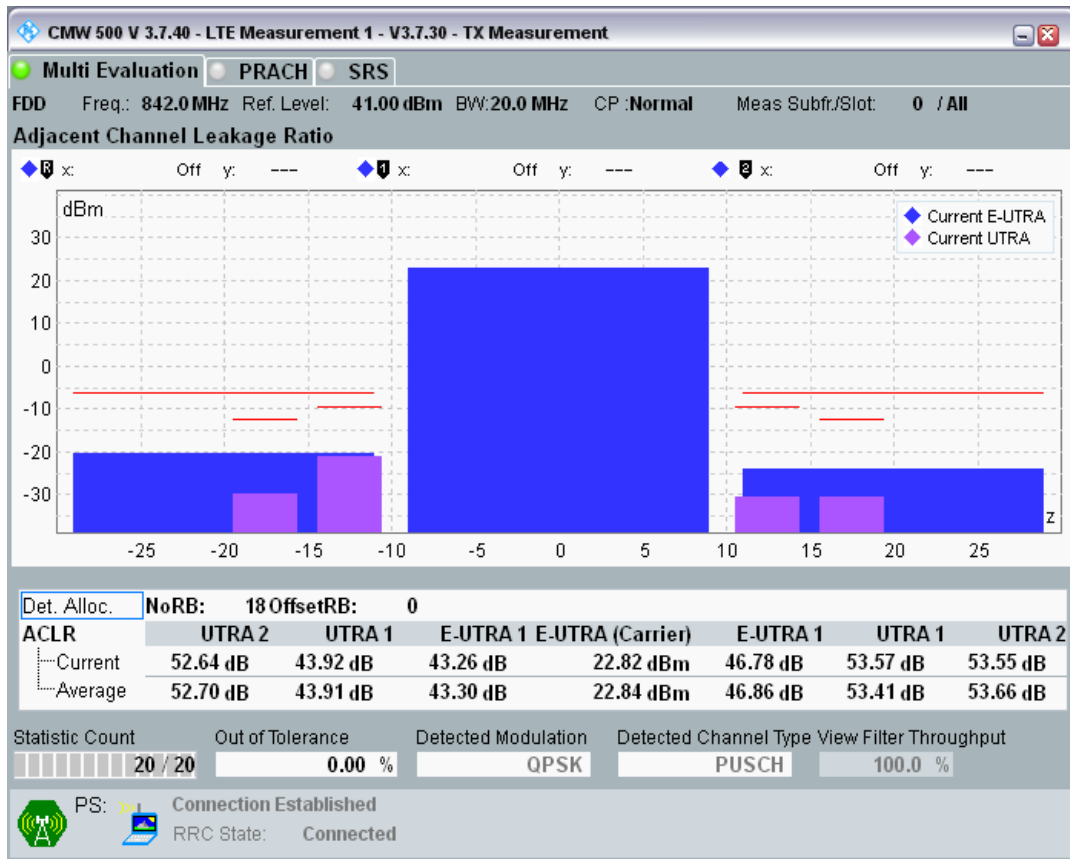 CMW 500 V 3.7.40 - LTE Measurement 1 - V3.7.30 - TX Measurement
Multi Evaluation PRACH SRS
FDD Freq.: 842.0 MHz Ref. Level: 41.00 dBm BW:20.0 MHz CP :Normal Meas Subfr./Slot: 0 / All
Adjacent Channel Leakage Ratio
R x: Off y: --- 1 x: Off y: --- 2 x: Off y: ---
dBm
Current E-UTRA
Current UTRA
30
20
10
0
-10
-20
-30
z
-25 -20 -15 -10 -5 0 5 10 15 20 25
Det. Alloc. NoRB: 18 OffsetRB: 0
ACLR UTRA 2 UTRA 1 E-UTRA 1 E-UTRA (Carrier) E-UTRA 1 UTRA 1 UTRA 2
Current 52.64 dB 43.92 dB 43.26 dB 22.82 dBm 46.78 dB 53.57 dB 53.55 dB
Average 52.70 dB 43.91 dB 43.30 dB 22.84 dBm 46.86 dB 53.41 dB 53.66 dB
Statistic Count Out of Tolerance Detected Modulation Detected Channel Type View Filter Throughput
20 / 20 0.00 % QPSK PUSCH 100.0 %
PS: Connection Established
RRC State: Connected